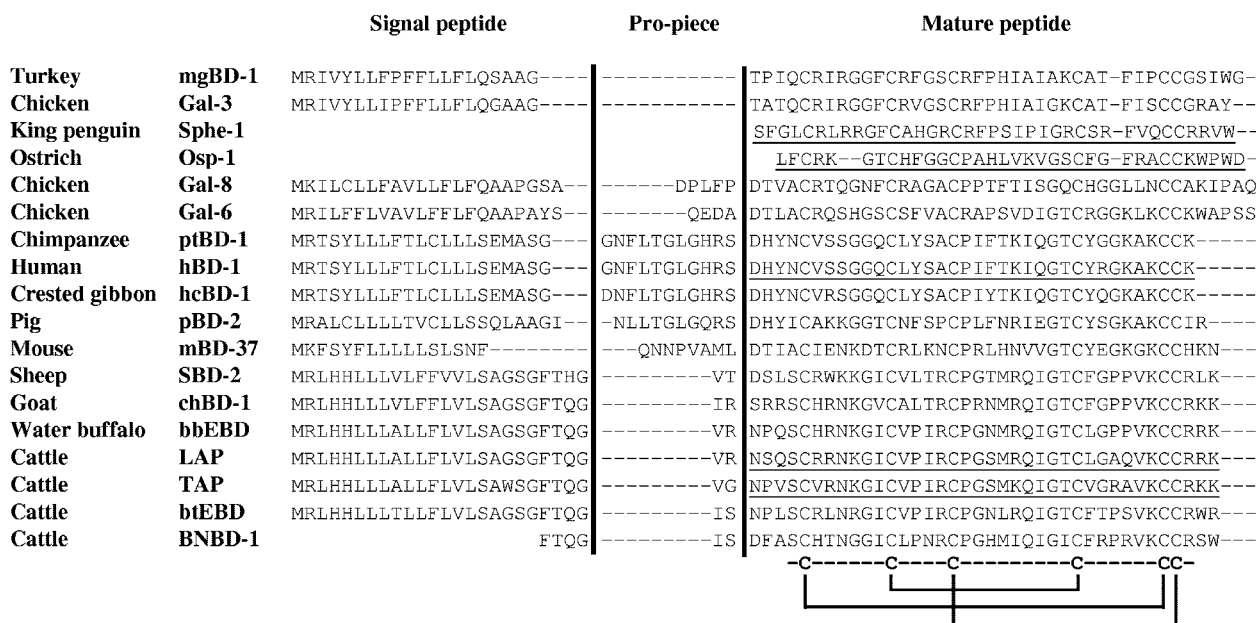 Signal peptide Pro-piece Mature peptide
Turkey mgBD-1 MRIVYLLFPFFLLFLQSAAG---- ------------ TPIQCRIRGGFCRFGSCRFPHIAIAKCAT-FIPCCGSIWG-
Chicken Gal-3 MRIVYLLIPFFLLFLQGAAG---- ------------ TATQCRIRGGFCRVGSCRFPHIAIGKCAT-FISCCGRAY--
King penguin Sphe-1 SFGLCRLRRGFCAHGRCRFPSIPIGRCSR-FVQCCRRVW--
Ostrich Osp-1 LFCRK--GTCHFGGCPAHLVKVGSCFG-FRACCKWPWD-
Chicken Gal-8 MKILCLLFAVLLFLFQAAPGSA-- -------DPLFP DTVACRTQGNFCRAGACPPTFTISGQCHGGLLNCCAKIPAQ
Chicken Gal-6 MRILFFLVAVLFFLFQAAPAYS-- --------QEDA DTLACRQSHGSCSFVACRAPSVDIGTCRGGKLKCCKWAPSS
Chimpanzee ptBD-1 MRTSYLLLFTLCLLLSEMASG--- GNFLTGLGHRS DHYNCVSSGGQCLYSACPIFTKIQGTCYGGKAKCCK-----
Human hBD-1 MRTSYLLLFTLCLLLSEMASG--- GNFLTGLGHRS DHYNCVSSGGQCLYSACPIFTKIQGTCYRGKAKCCK-----
Crested gibbon hcBD-1 MRTSYLLLFTLCLLLSEMASG--- DNFLTGLGHRS DHYNCVRSGGQCLYSACPIYTKIQGTCYQGKAKCCK-----
Pig pBD-2 MRALCLLLLTVCLLSSQLAAGI-- -NLLTGLGQRS DHYICAKKGGTCNFSPCPLFNRIEGTCYSGKAKCCIR----
Mouse mBD-37 MKFSYFLLLLLSLSNF-------- ---QNNPVAML DTIACIENKDTCRLKNCPRLHNVVGTCYEGKGKCCHKN---
Sheep SBD-2 MRLHHLLLVLFFVVLSAGSGFTHG ---------VT DSLSCRWKKGICVLTRCPGTMRQIGTCFGPPVKCCRLK---
Goat chBD-1 MRLHHLLLVLFFLVLSAGSGFTQG ---------IR SRRSCHRNKGVCALTRCPRNMRQIGTCFGPPVKCCRKK---
Water buffalo bbEBD MRLHHLLLALLFLVLSAGSGFTQG ---------VR NPQSCHRNKGICVPIRCPGNMRQIGTCLGPPVKCCRRK---
Cattle LAP MRLHHLLLALLFLVLSAGSGFTQG ---------VR NSQSCRRNKGICVPIRCPGSMRQIGTCLGAQVKCCRRK---
Cattle TAP MRLHHLLLALLFLVLSAWSGFTQG ---------VG NPVSCVRNKGICVPIRCPGSMKQIGTCVGRAVKCCRKK---
Cattle btEBD MRLHHLLLTLLFLVLSAGSGFTQG ---------IS NPLSCRLNRGICVPIRCPGNLRQIGTCFTPSVKCCRWR---
Cattle BNBD-1 FTQG ---------IS DFASCHTNGGICLPNRCPGHMIQIGICFRPRVKCCRSW---
-C------C----C---------C------CC----